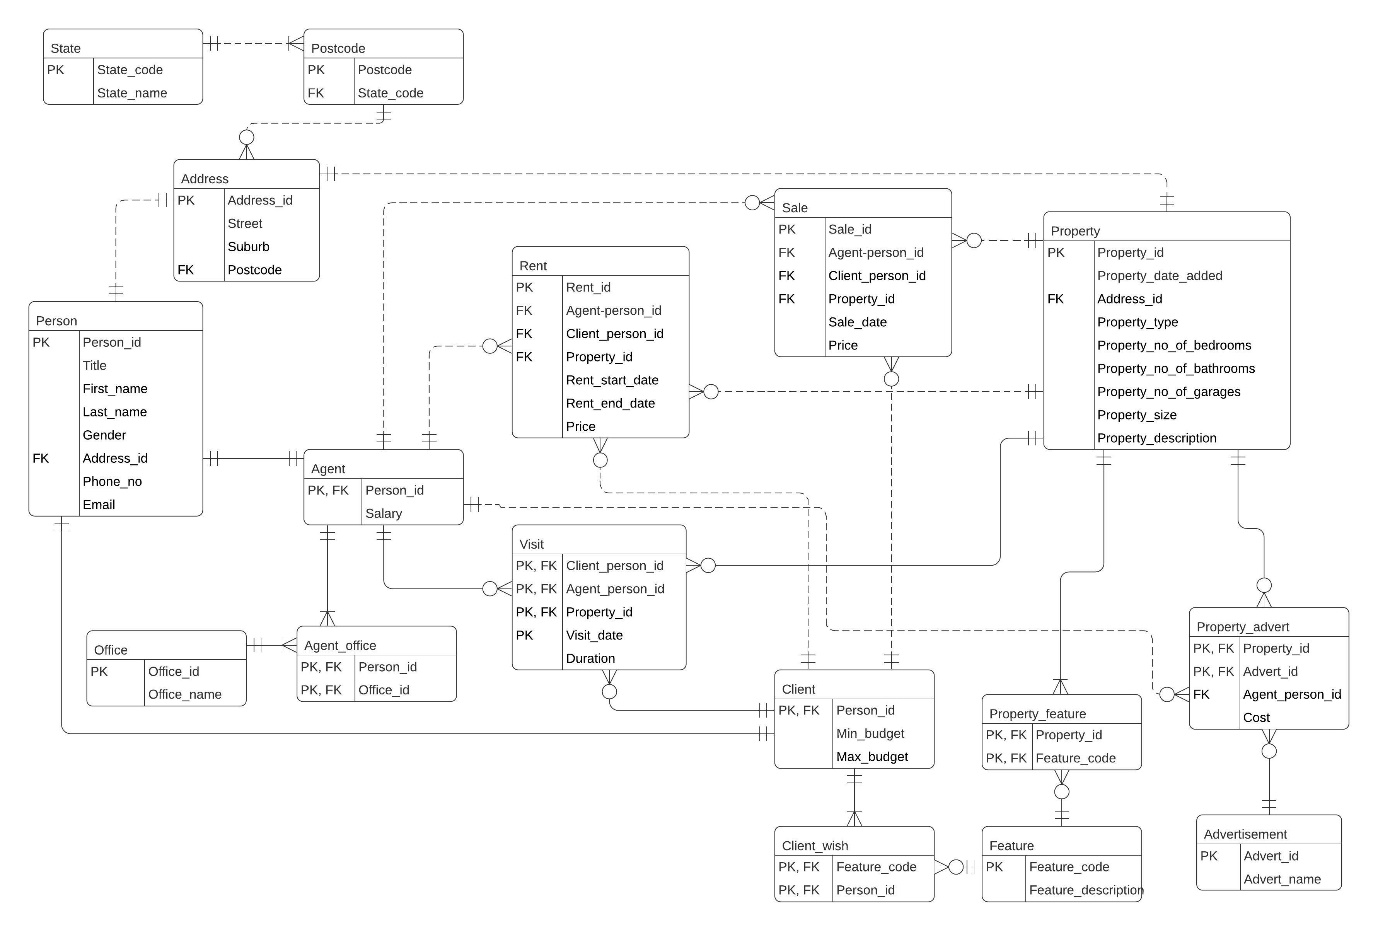 State
PK State_code
State_name
Postcode
PK Postcode
FK State_code
Address
PK Address_id
Street
Suburb
FK Postcode
Sale
PK Sale_id
FK Agent-person_id
FK Client_person_id
FK Property_id
Sale_date
Price
Property
PK Property_id
Property_date_added
FK Address_id
Property_type
Property_no_of_bedrooms
Property_no_of_bathrooms
Property_no_of_garages
Property_size
Property_description
Rent
PK Rent_id
FK Agent-person_id
FK Client_person_id
FK Property_id
Rent_start_date
Rent_end_date
Price
Person
PK Person_id
Title
First_name
Last_name
Gender
FK Address_id
Phone_no
Email
Agent
PK, FK Person_id
Salary
Visit
PK, FK Client_person_id
PK, FK Agent_person_id
PK, FK Property_id
PK Visit_date
Duration
Office
PK Office_id
Office_name
Agent_office
PK, FK Person_id
PK, FK Office_id
Client
PK, FK Person_id
Min_budget
Max_budget
Property_feature
PK, FK Property_id
PK, FK Feature_code
Property_advert
PK, FK Property_id
PK, FK Advert_id
FK Agent_person_id
Cost
Client_wish
PK, FK Feature_code
PK, FK Person_id
Feature
PK Feature_code
Feature_description
Advertisement
PK Advert_id
Advert_name